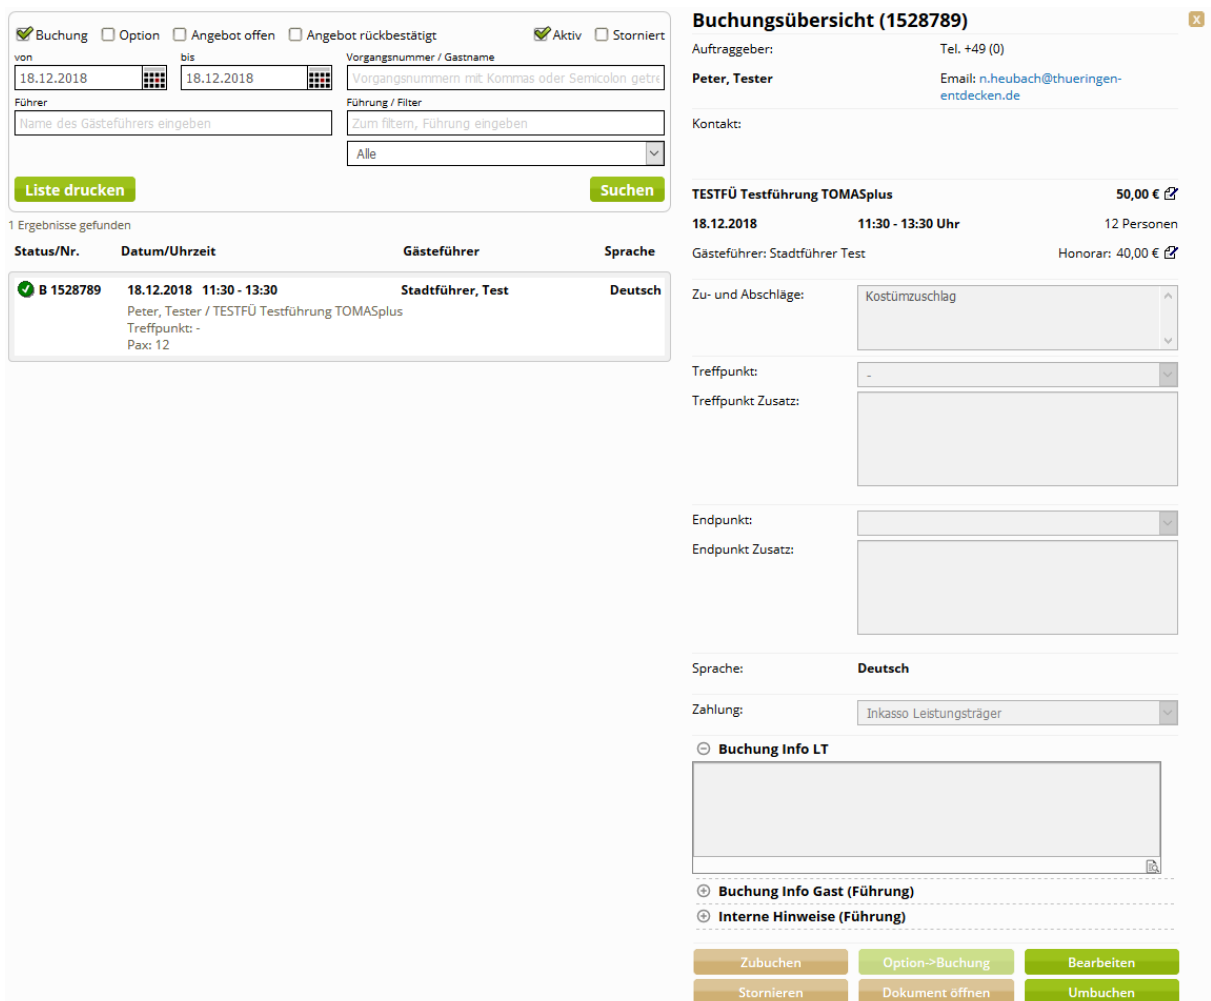 Buchung Option Angebot offen Angebot rückbestätigt Aktiv Storniert
von bis Vorgangsnummer / Gastname
18.12.2018 18.12.2018 Vorgangsnummern mit Kommas oder Semicolon getre
Führer Führung / Filter
Name des Gästeführers eingeben Zum filtern, Führung eingeben
Alle
Liste drucken Suchen
1 Ergebnisse gefunden
Status/Nr. Datum/Uhrzeit Gästeführer Sprache
B 1528789 18.12.2018 11:30 - 13:30 Stadtführer, Test Deutsch
Peter, Tester / TESTFÜ Testführung TOMASplus
Treffpunkt: -
Pax: 12
Buchungsübersicht (1528789) x
Auftraggeber: Tel. +49 (0)
Peter, Tester Email: n.heubach@thueringen-
entdecken.de
Kontakt:
TESTFÜ Testführung TOMASplus 50,00 €
18.12.2018 11:30 - 13:30 Uhr 12 Personen
Gästeführer: Stadtführer Test Honorar: 40,00 €
Zu- und Abschläge: Kostümzuschlag
Treffpunkt: -
Treffpunkt Zusatz:
Endpunkt:
Endpunkt Zusatz:
Sprache: Deutsch
Zahlung: Inkasso Leistungsträger
Buchung Info LT
Buchung Info Gast (Führung)
Interne Hinweise (Führung)
Zubuchen Option->Buchung Bearbeiten
Stornieren Dokument öffnen Umbuchen